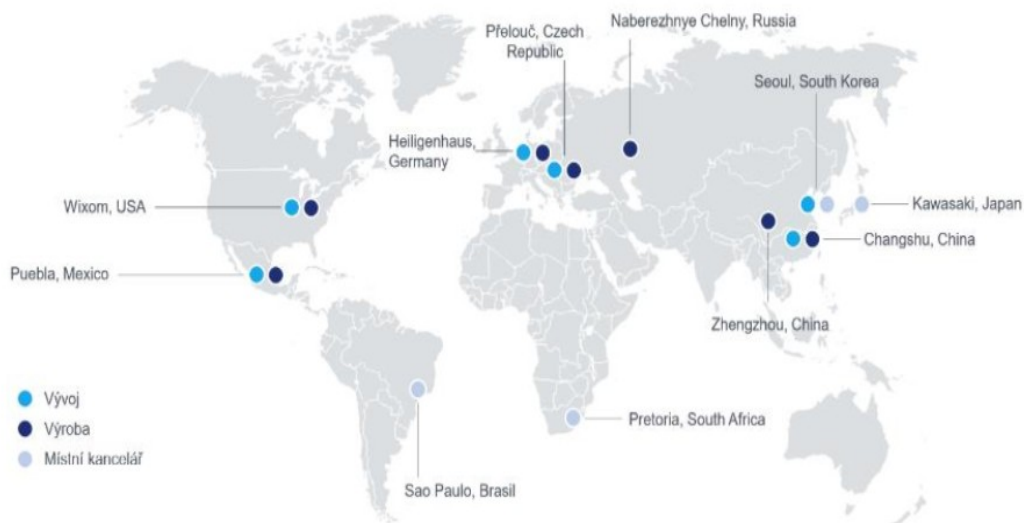 Naberezhnye Chelny, Russia
Přelouč, Czech
Republic
Seoul, South Korea
Heiligenhaus,
Germany
Wixom, USA
Kawasaki, Japan
Changshu, China
Puebla, Mexico
Zhengzhou, China
Vývoj
Výroba
Místní kancelář
Pretoria, South Africa
Sao Paulo, Brasil